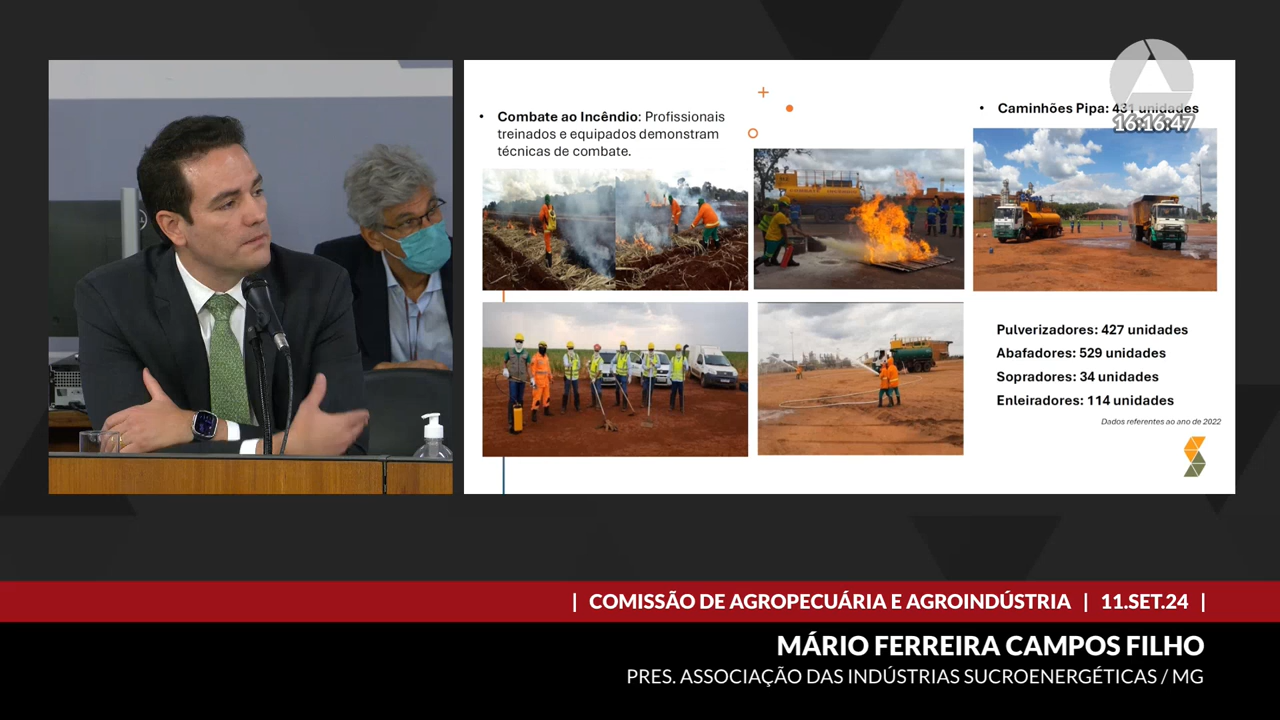 • Combate ao Incêndio: Profissionais
treinados e equipados demonstram
técnicas de combate.
• Caminhões Pipa: 431 unidades
16:16:47
Pulverizadores: 427 unidades
Abafadores: 529 unidades
Sopradores: 34 unidades
Enleiradores: 114 unidades
Dados referentes ao ano de 2022
| COMISSÃO DE AGROPECUÁRIA E AGROINDÚSTRIA | 11.SET.24 |
MÁRIO FERREIRA CAMPOS FILHO
PRES. ASSOCIAÇÃO DAS INDÚSTRIAS SUCROENERGÉTICAS / MG